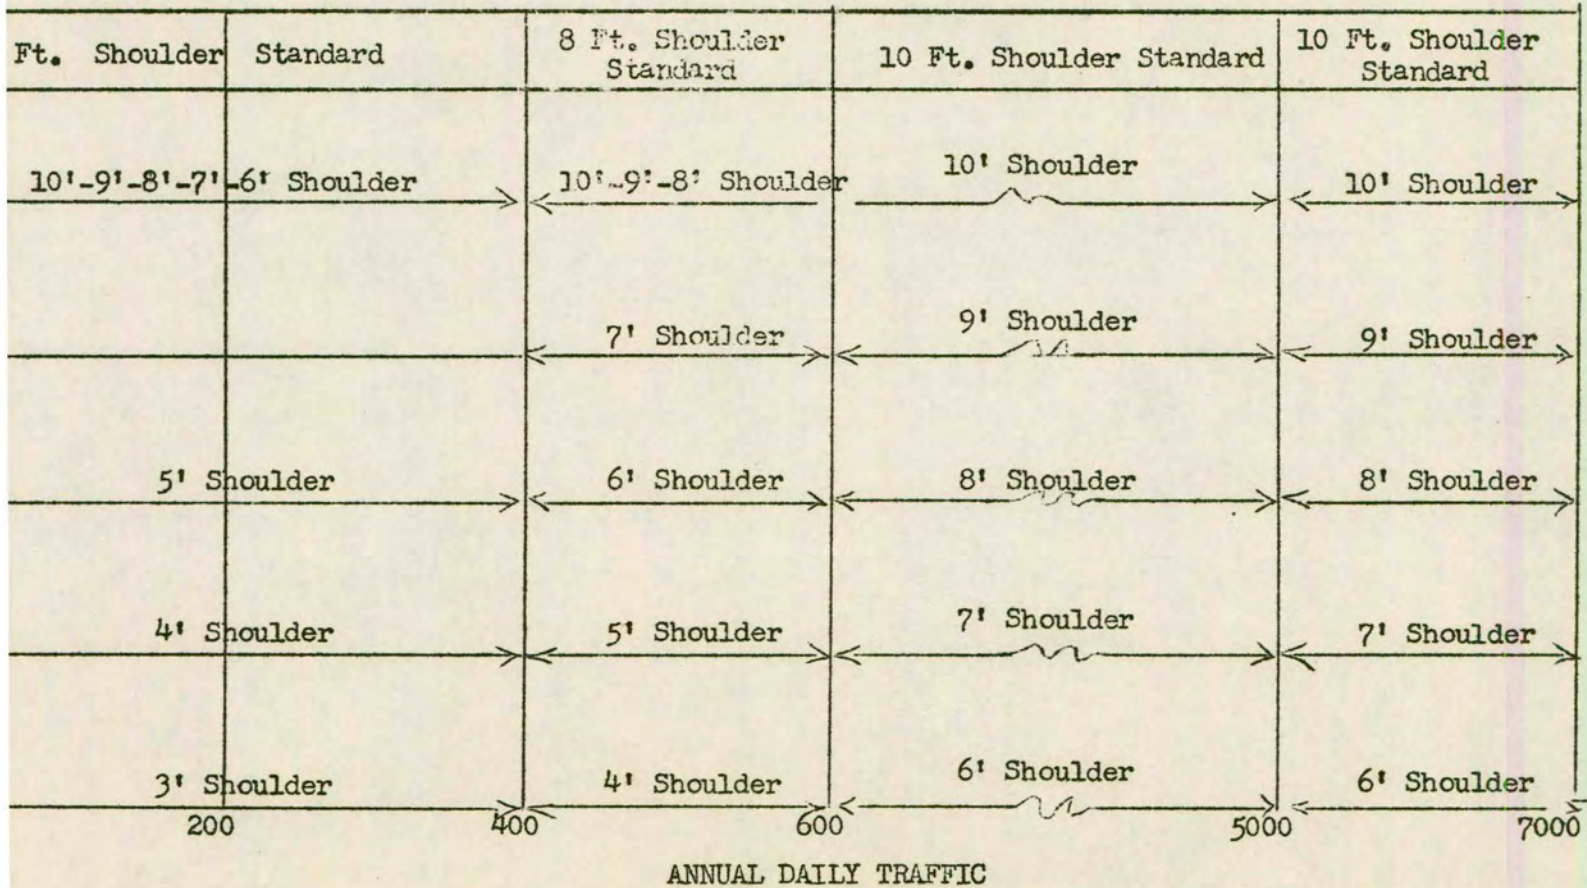 Ft. Shoulder Standard
8 Ft. Shoulder
Standard
10 Ft. Shoulder Standard
10 Ft. Shoulder
Standard
10'-9'-8'-7'-6' Shoulder
10'-9'-8' Shoulder
10' Shoulder
10' Shoulder
7' Shoulder
9' Shoulder
9' Shoulder
5' Shoulder
6' Shoulder
8' Shoulder
8' Shoulder
4' Shoulder
5' Shoulder
7' Shoulder
7' Shoulder
3' Shoulder
4' Shoulder
6' Shoulder
6' Shoulder
200 400 600 5000 7000
ANNUAL DAILY TRAFFIC